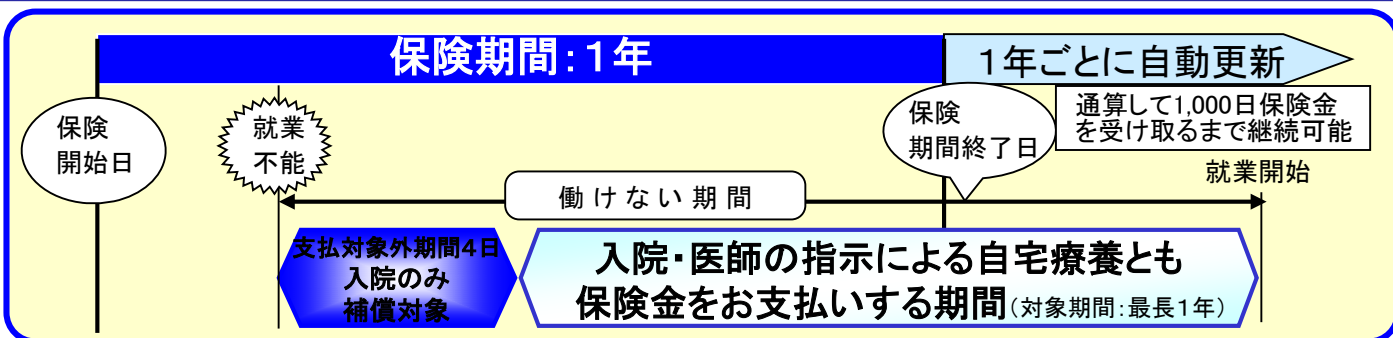 保険期間:1年
1年ごとに自動更新
保険
開始日
就業
不能
保険
期間終了日
通算して1,000日保険金
を受け取るまで継続可能
就業開始
働けない期間
支払対象外期間4日
入院のみ
補償対象
入院・医師の指示による自宅療養とも
保険金をお支払いする期間(対象期間:最長1年)